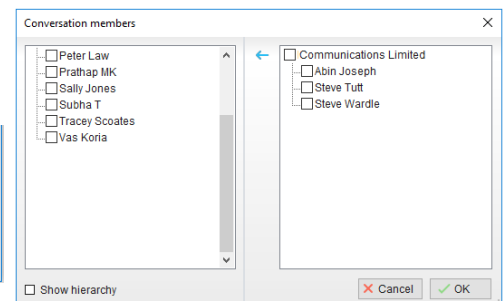 Conversation members
Peter Law
Prathap MK
Sally Jones
Subha T
Tracey Scoates
Vas Koria
Communications Limited
Abin Joseph
Steve Tutt
Steve Wardle
Show hierarchy
Cancel
OK